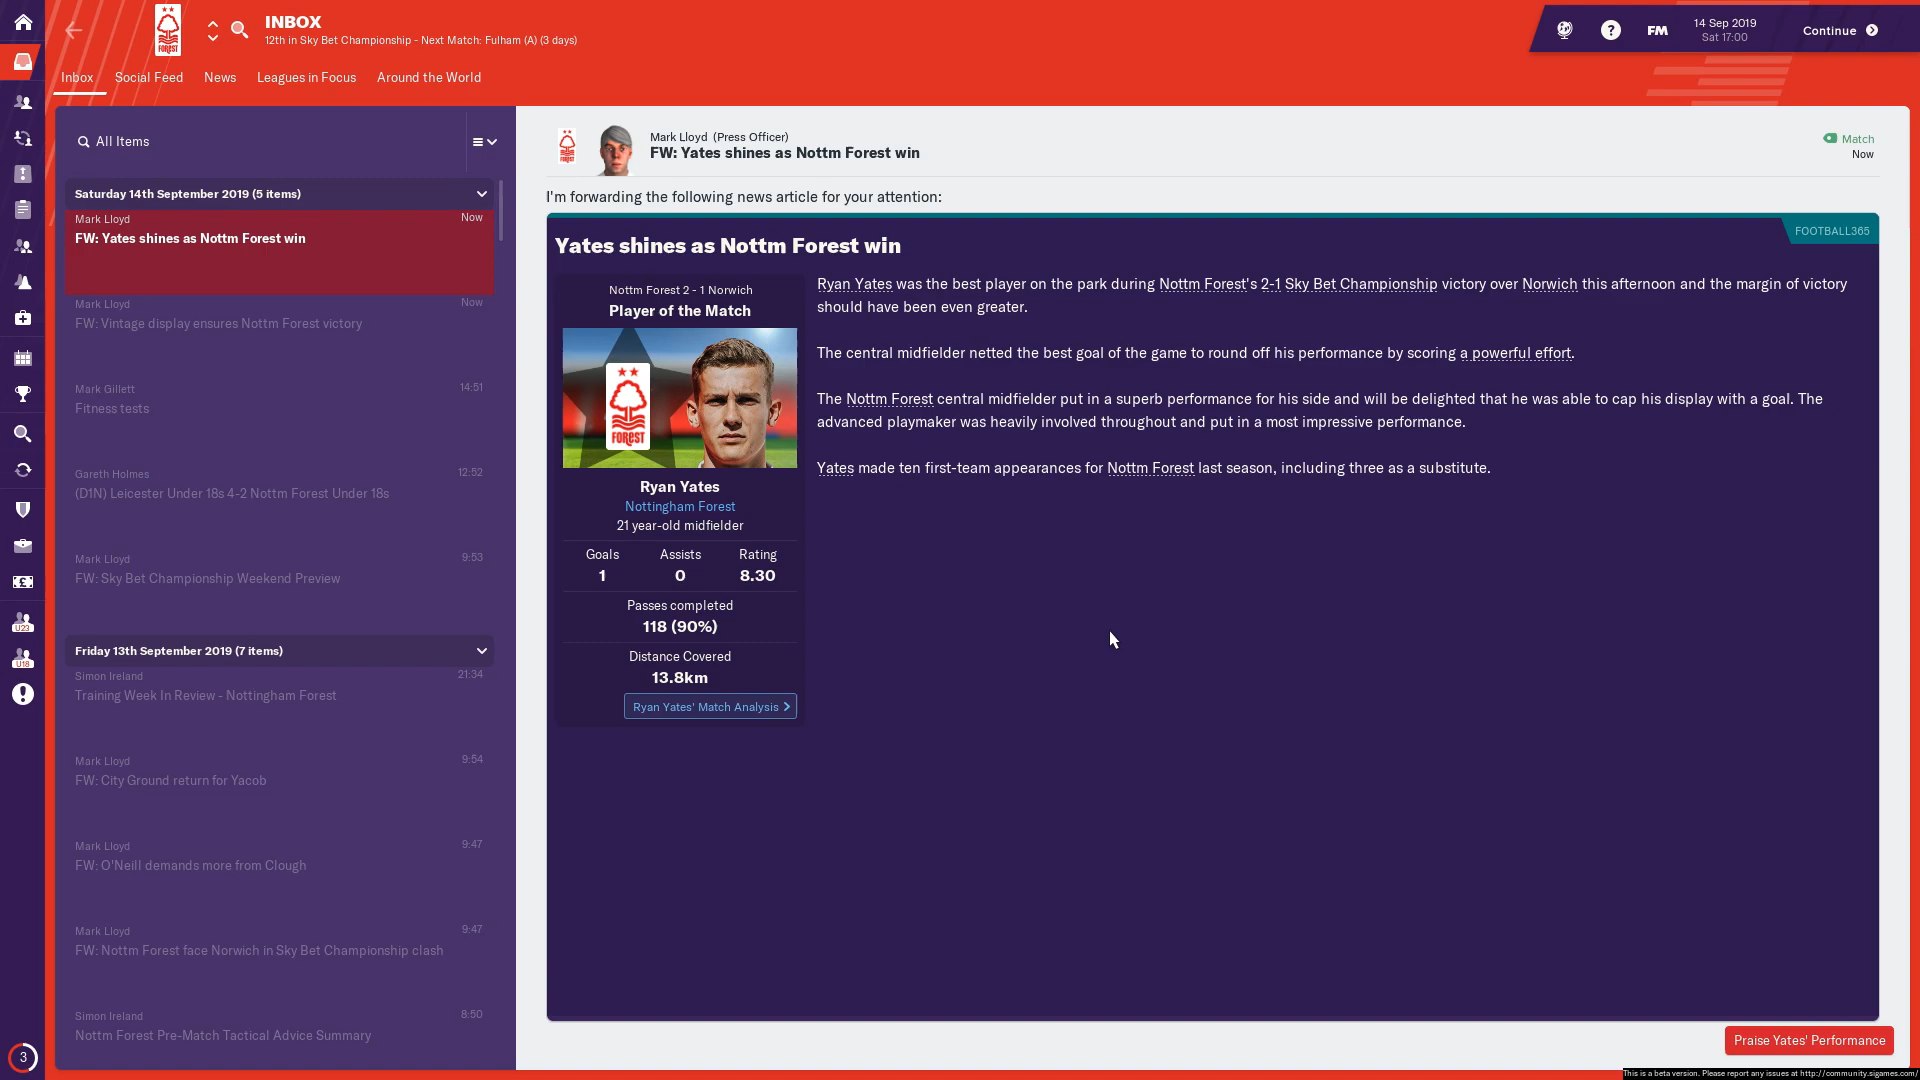 INBOX
12th in Sky Bet Championship - Next Match: Fulham (A) (3 days)
FM
14 Sep 2019
Sat 17:00
Continue
Inbox
Social Feed
News
Leagues in Focus
Around the World
All Items
Saturday 14th September 2019 (5 items)
Mark Lloyd
Now
FW: Yates shines as Nottm Forest win
Mark Lloyd
Now
FW: Vintage display ensures Nottm Forest victory
Mark Gillett
14:51
Fitness tests
Gareth Holmes
12:52
(D1N) Leicester Under 18s 4-2 Nottm Forest Under 18s
Mark Lloyd
9:53
FW: Sky Bet Championship Weekend Preview
Friday 13th September 2019 (7 items)
Simon Ireland
21:34
Training Week In Review - Nottingham Forest
Mark Lloyd
9:54
FW: City Ground return for Yacob
Mark Lloyd
9:47
FW: O'Neill demands more from Clough
Mark Lloyd
9:47
FW: Nottm Forest face Norwich in Sky Bet Championship clash
Simon Ireland
8:50
Nottm Forest Pre-Match Tactical Advice Summary
U23
U18
3
FOREST
Mark Lloyd (Press Officer)
FW: Yates shines as Nottm Forest win
Match
Now
I'm forwarding the following news article for your attention:
Yates shines as Nottm Forest win
FOOTBALL365
Nottm Forest 2 - 1 Norwich
Player of the Match
FOREST
Ryan Yates
Nottingham Forest
21 year-old midfielder
Goals Assists Rating
1 0 8.30
Passes completed
118 (90%)
Distance Covered
13.8km
Ryan Yates' Match Analysis
Ryan Yates was the best player on the park during Nottm Forest's 2-1 Sky Bet Championship victory over Norwich this afternoon and the margin of victory
should have been even greater.
The central midfielder netted the best goal of the game to round off his performance by scoring a powerful effort.
The Nottm Forest central midfielder put in a superb performance for his side and will be delighted that he was able to cap his display with a goal. The
advanced playmaker was heavily involved throughout and put in a most impressive performance.
Yates made ten first-team appearances for Nottm Forest last season, including three as a substitute.
Praise Yates' Performance
This is a beta version. Please report any issues at http://community.sigames.com/